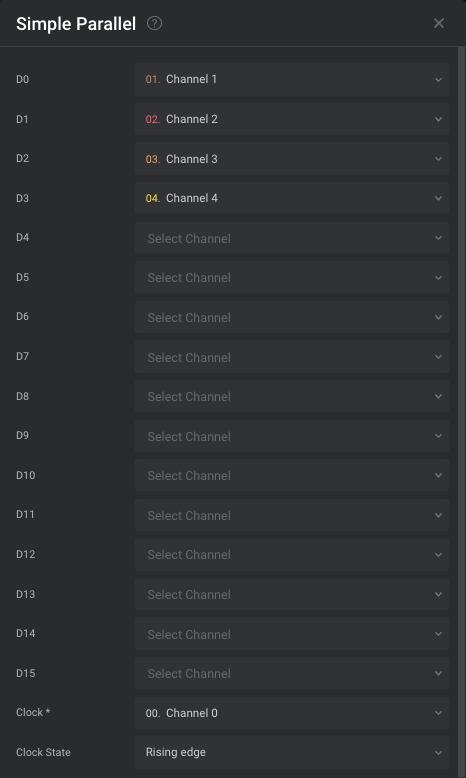 Simple Parallel ?
D0 01. Channel 1
D1 02. Channel 2
D2 03. Channel 3
D3 04. Channel 4
D4 Select Channel
D5 Select Channel
D6 Select Channel
D7 Select Channel
D8 Select Channel
D9 Select Channel
D10 Select Channel
D11 Select Channel
D12 Select Channel
D13 Select Channel
D14 Select Channel
D15 Select Channel
Clock * 00. Channel 0
Clock State Rising edge